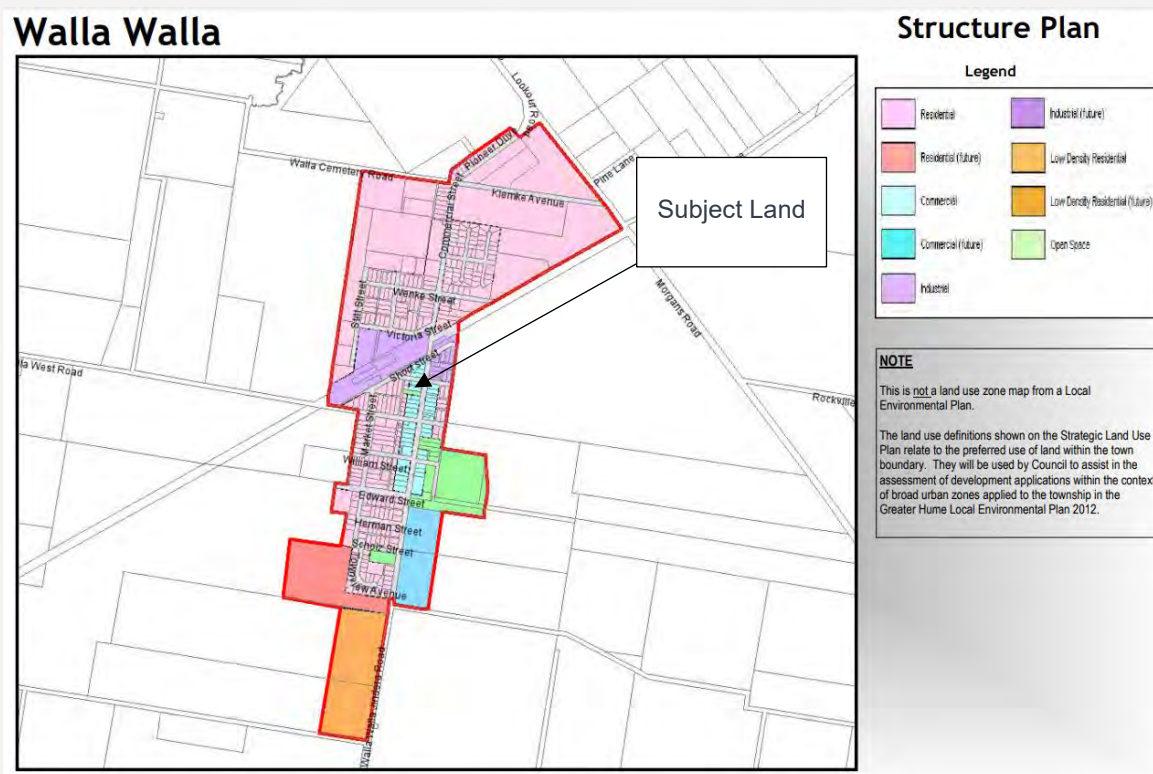 Walla Walla
Structure Plan
Legend
Residential
Industrial (future)
Residential (future)
Low Density Residential
Commercial
Low Density Residential (future)
Commercial (future)
Open Space
Industrial
NOTE
This is not a land use zone map from a Local
Environmental Plan.
The land use definitions shown on the Strategic Land Use
Plan relate to the preferred use of land within the town
boundary. They will be used by Council to assist in the
assessment of development applications within the contex
of broad urban zones applied to the township in the
Greater Hume Local Environmental Plan 2012.
Subject Land
Walla Cemetery Road
Commercial Street
Pine Lane
Klemke Avenue
Wenke Street
Victoria Street
Short Street
Morgans Road
West Road
Market Street
Rockville
William Street
Edward Street
Herman Street
Scholz Street
Avenue
Walla Walla Jindera Road